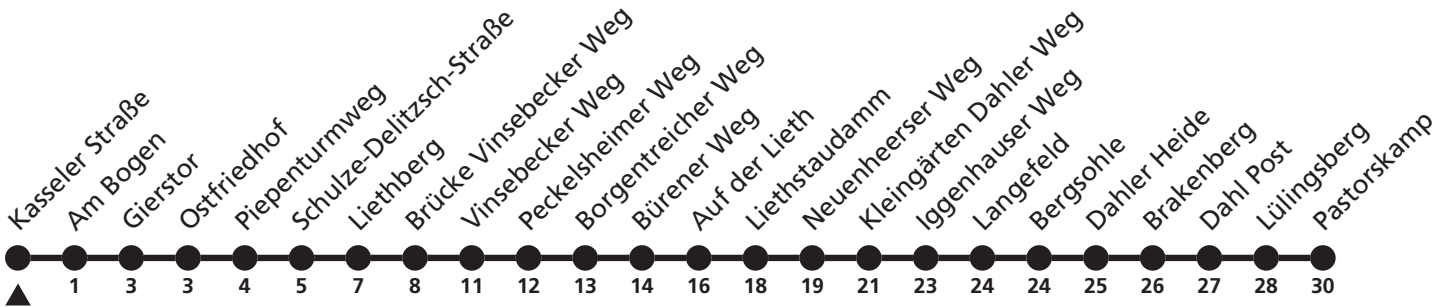 Kasseler Straße
Am Bogen
Gierstor
Ostfriedhof
Piepenturmweg
Schulze-Delitzsch-Straße
Liethberg
Brücke Vinsebecker Weg
Vinsebecker Weg
Peckelsheimer Weg
Borgentreicher Weg
Bürener Weg
Auf der Lieth
Liethstaudamm
Neuenheerser Weg
Kleingärten Dahler Weg
Iggenhauser Weg
Langefeld
Bergsohle
Dahler Heide
Brakenberg
Dahl Post
Lüllingsberg
Pastorskamp
1 3 3 4 5 7 8 11 12 13 14 16 18 19 21 23 24 24 25 26 27 28 30